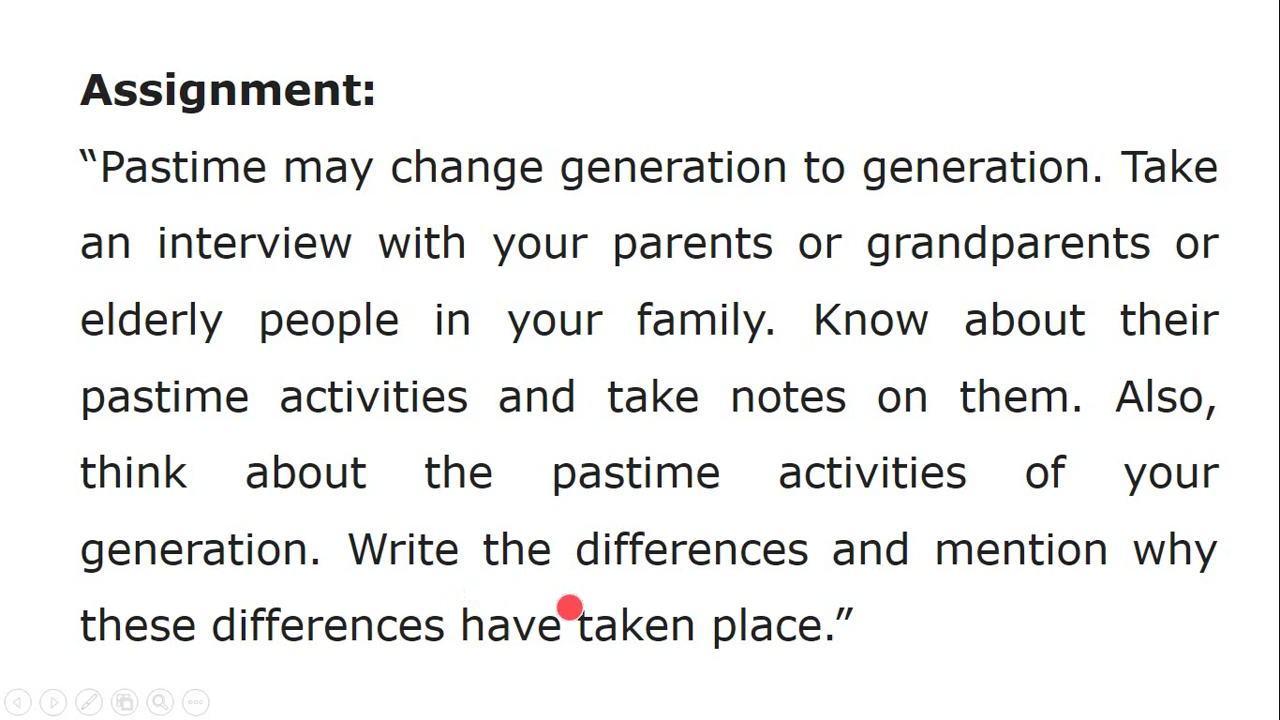 Assignment:
“Pastime may change generation to generation. Take
an interview with your parents or grandparents or
elderly people in your family. Know about their
pastime activities and take notes on them. Also,
think about the pastime activities of your
generation. Write the differences and mention why
these differences have taken place.”